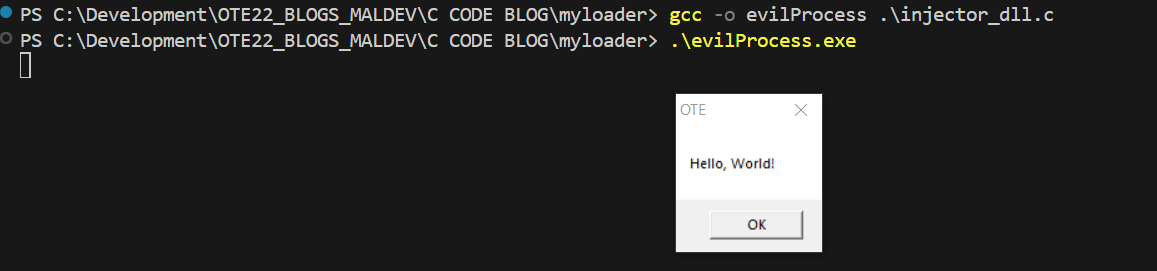 PS C:\Development\OTE22_BLOGS_MALDEV\C CODE BLOG\myloader> gcc -o evilProcess .\injector_dll.c
PS C:\Development\OTE22_BLOGS_MALDEV\C CODE BLOG\myloader> .\evilProcess.exe
OTE
Hello, World!
OK